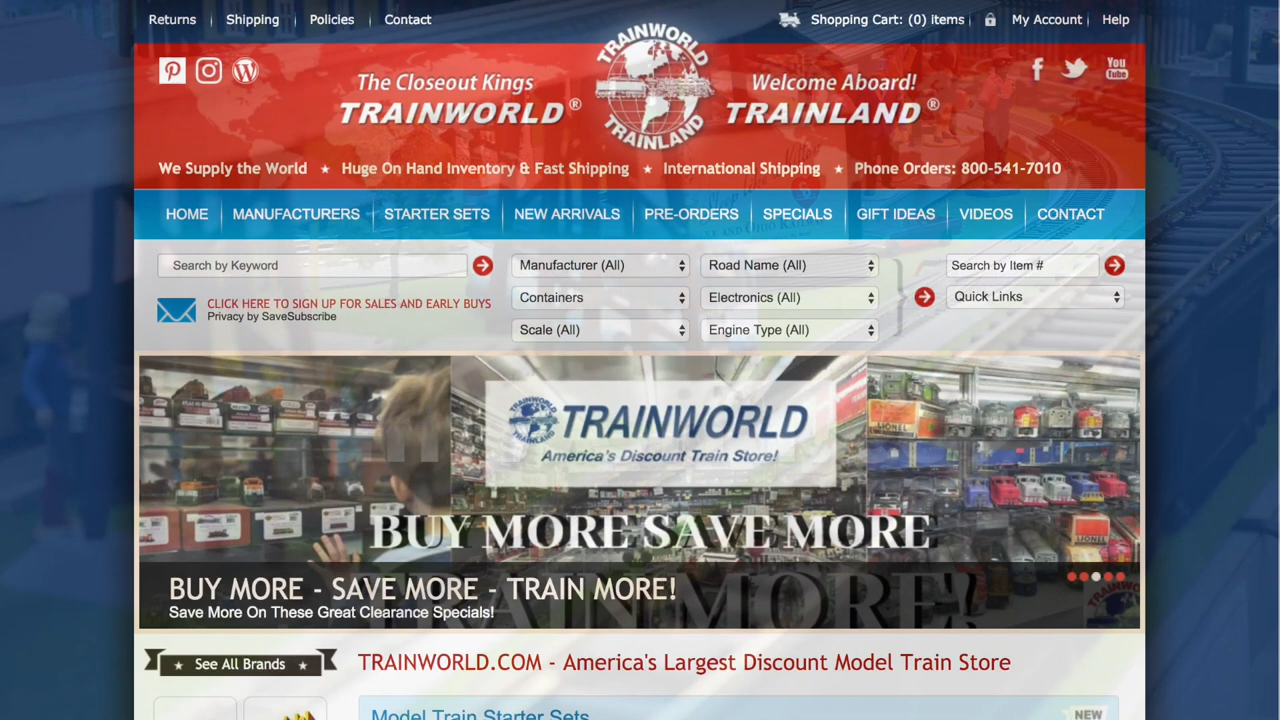 Returns
Shipping
Policies
Contact
Shopping Cart: (0) items
My Account
Help
The Closeout Kings
TRAINWORLD®
TRAINWORLD
TRAINLAND
Welcome Aboard!
TRAINLAND®
You
Tube
We Supply the World ★ Huge On Hand Inventory & Fast Shipping ★ International Shipping ★ Phone Orders: 800-541-7010
HOME
MANUFACTURERS
STARTER SETS
NEW ARRIVALS
PRE-ORDERS
SPECIALS
GIFT IDEAS
VIDEOS
CONTACT
Search by Keyword
Manufacturer (All)
Road Name (All)
Search by Item #
CLICK HERE TO SIGN UP FOR SALES AND EARLY BUYS
Privacy by SaveSubscribe
Containers
Electronics (All)
Quick Links
Scale (All)
Engine Type (All)
TRAINWORLD
America's Discount Train Store!
LIONEL
BUY MORE SAVE MORE
TRAIN MORE!
BUY MORE - SAVE MORE - TRAIN MORE!
Save More On These Great Clearance Specials!
★ See All Brands ★
TRAINWORLD.COM - America's Largest Discount Model Train Store
Model Train Starter Sets
NEW